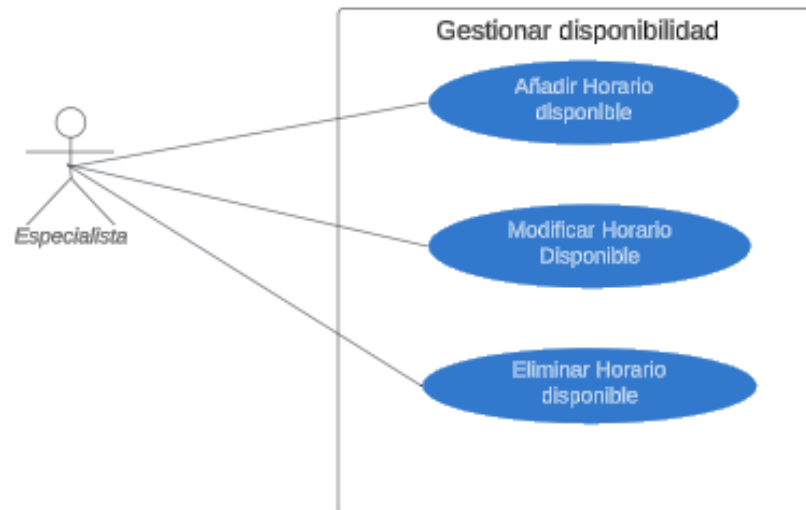 Gestionar disponibilidad
Añadir Horario
disponible
Especialista
Modificar Horario
Disponible
Eliminar Horario
disponible